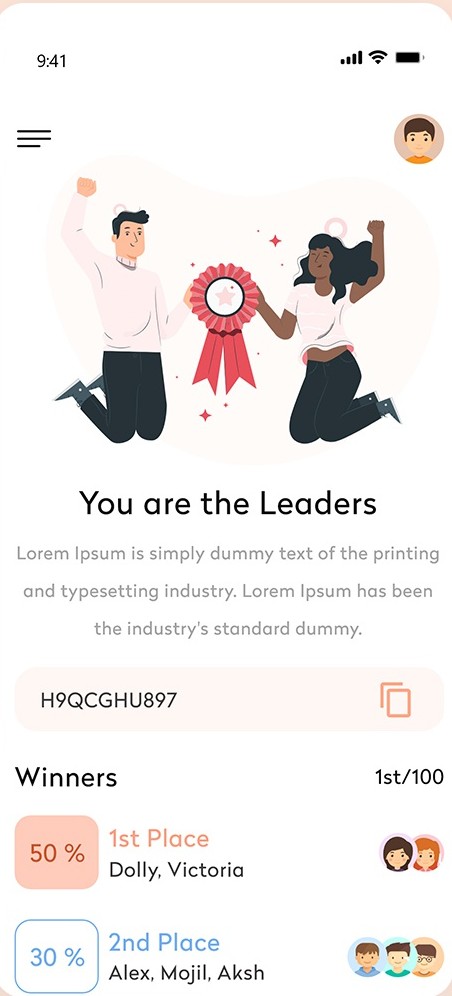 9:41
You are the Leaders
Lorem Ipsum is simply dummy text of the printing
and typesetting industry. Lorem Ipsum has been
the industry's standard dummy.
H9QCGHU897
Winners
1st/100
50 %
1st Place
Dolly, Victoria
30 %
2nd Place
Alex, Mojil, Aksh